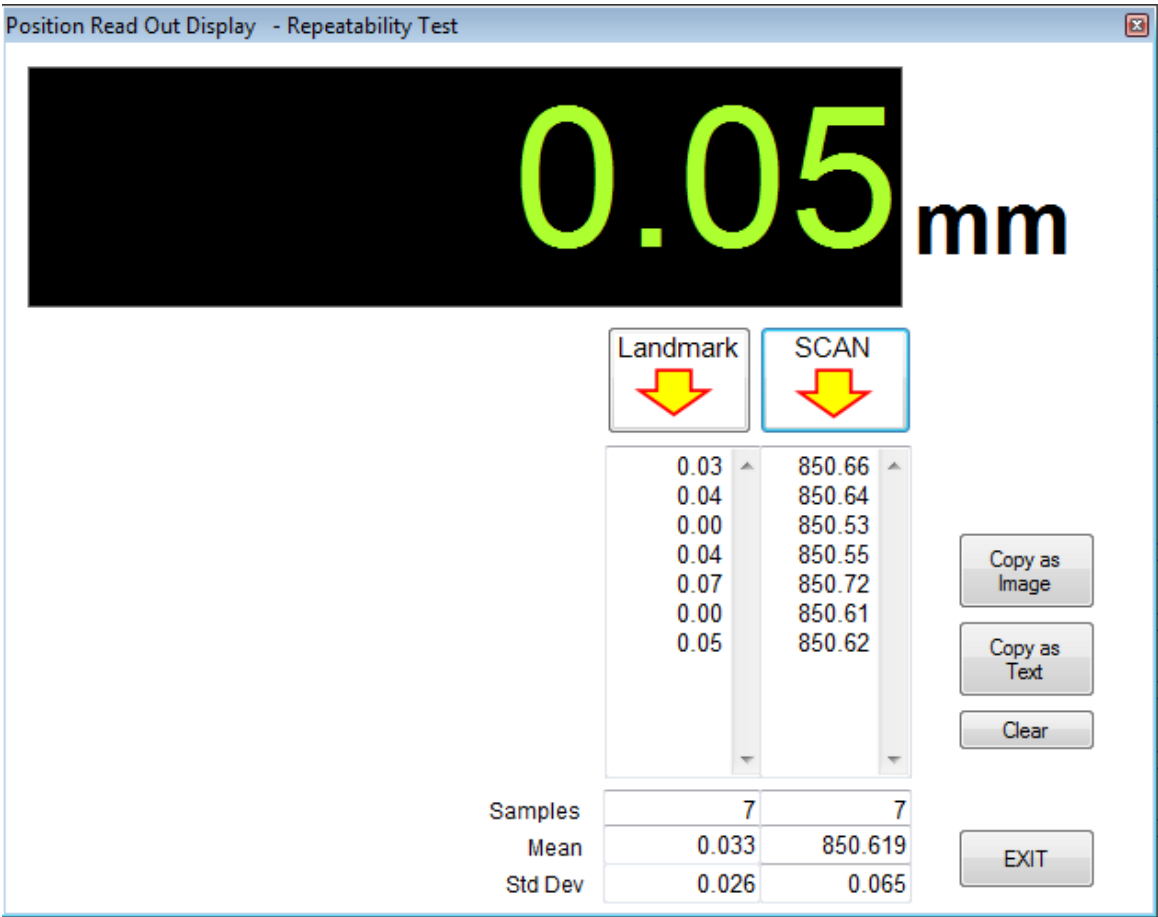 Position Read Out Display - Repeatability Test
0.05 mm
Landmark SCAN
0.03 850.66
0.04 850.64
0.00 850.53
0.04 850.55
0.07 850.72
0.00 850.61
0.05 850.62
Copy as
Image
Copy as
Text
Clear
Samples 7 7
Mean 0.033 850.619
Std Dev 0.026 0.065
EXIT